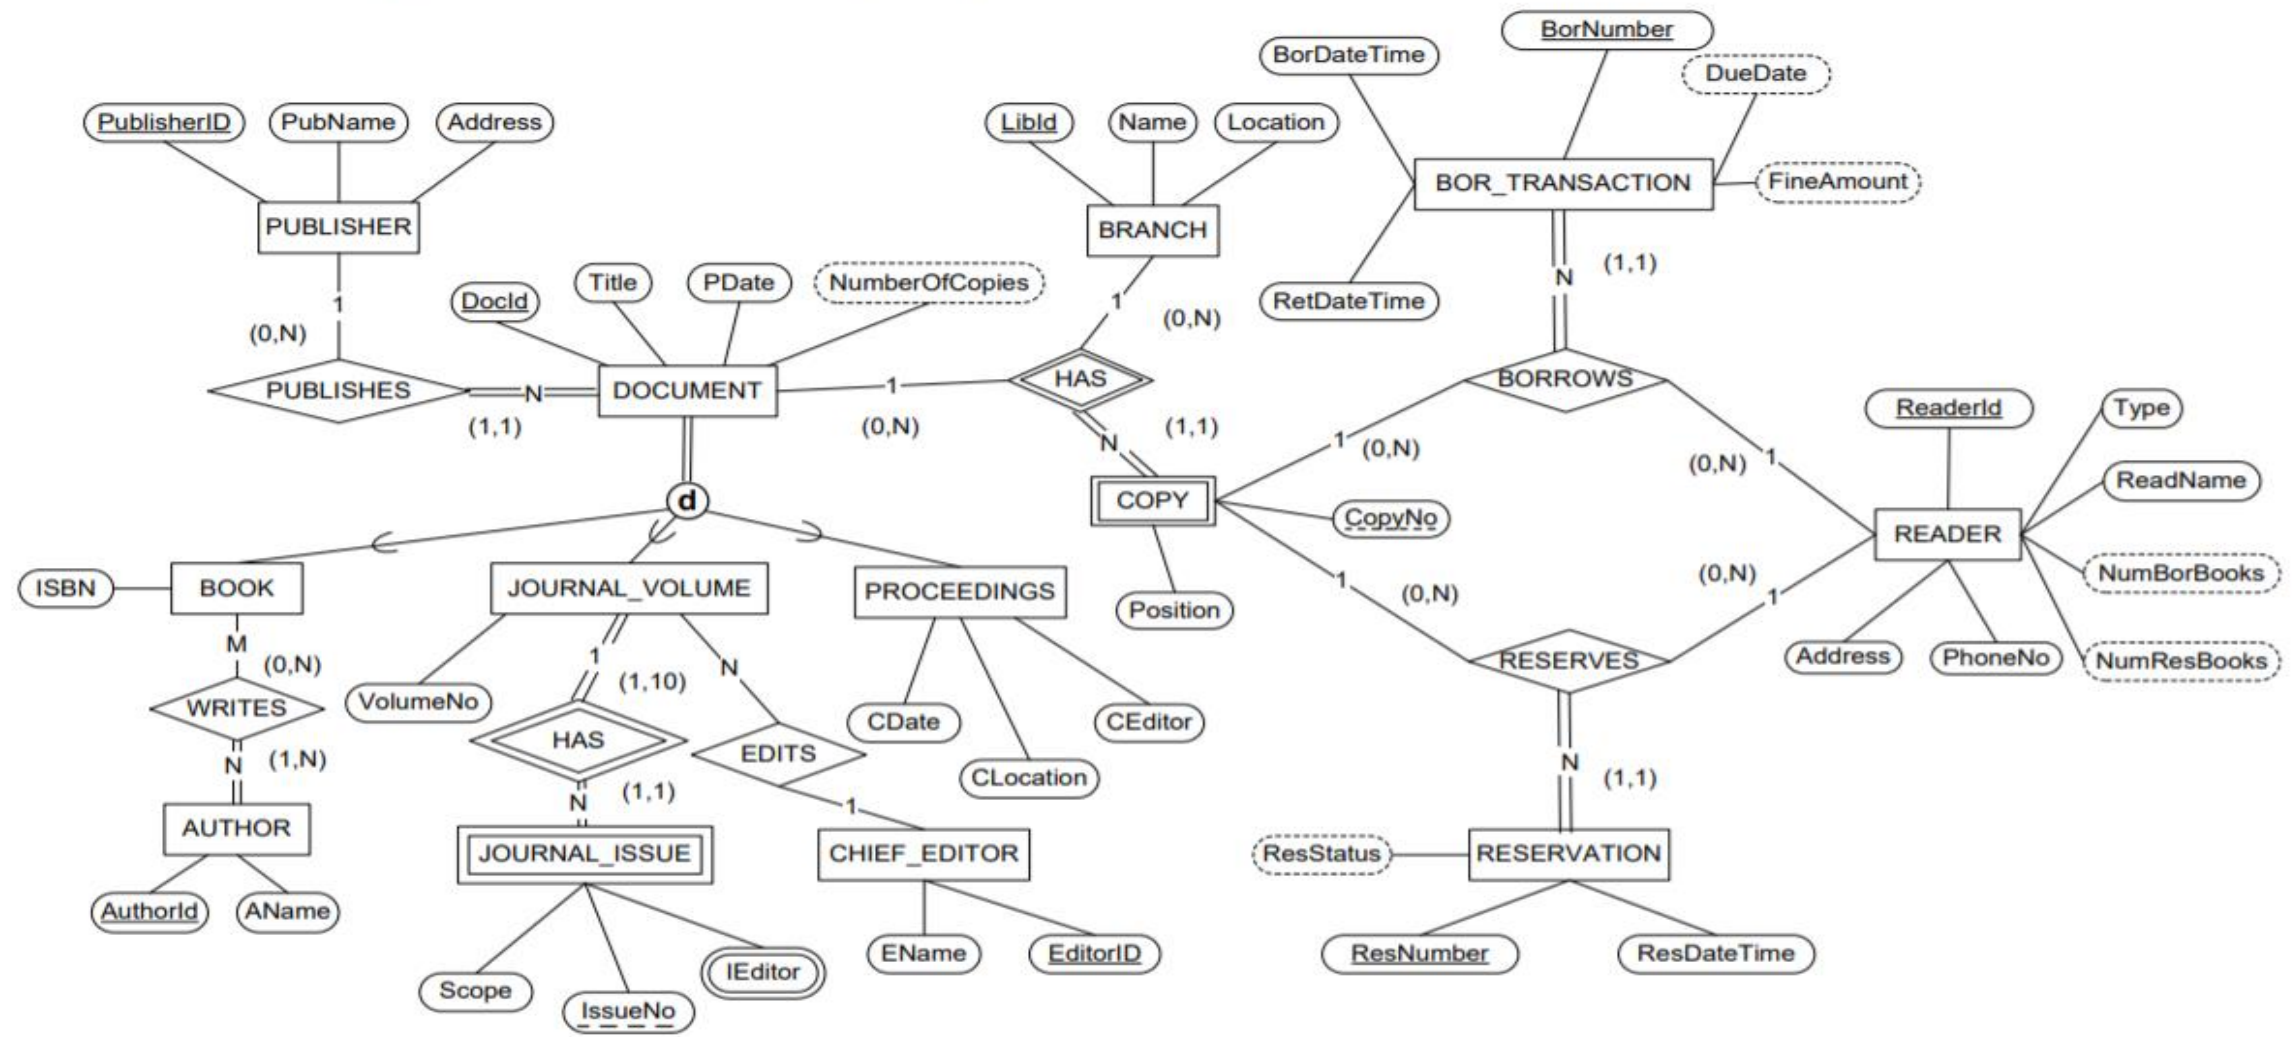 BorNumber
BorDateTime
DueDate
PublisherID PubName Address
LibId Name Location
BOR_TRANSACTION
FineAmount
PUBLISHER
BRANCH
(1,1)
N
Title
PDate
NumberOfCopies
DocId
RetDateTime
1
1
(0,N)
(0,N)
PUBLISHES
N
DOCUMENT
1
HAS
BORROWS
(1,1)
(0,N)
(1,1)
N
ReaderId
Type
1
(0,N)
(0,N)
1
ReadName
d
COPY
CopyNo
READER
ISBN
BOOK
JOURNAL_VOLUME
PROCEEDINGS
1
(0,N)
(0,N)
1
NumBorBooks
Position
M
(0,N)
1
(1,10)
N
Address
PhoneNo
NumResBooks
RESERVES
VolumeNo
WRITES
CDate
CEditor
HAS
EDITS
CLocation
N
(1,N)
N
(1,1)
1
N
(1,1)
AUTHOR
JOURNAL_ISSUE
CHIEF_EDITOR
ResStatus
RESERVATION
AuthorId
AName
EName
EditorID
ResNumber
ResDateTime
Scope
IEditor
IssueNo